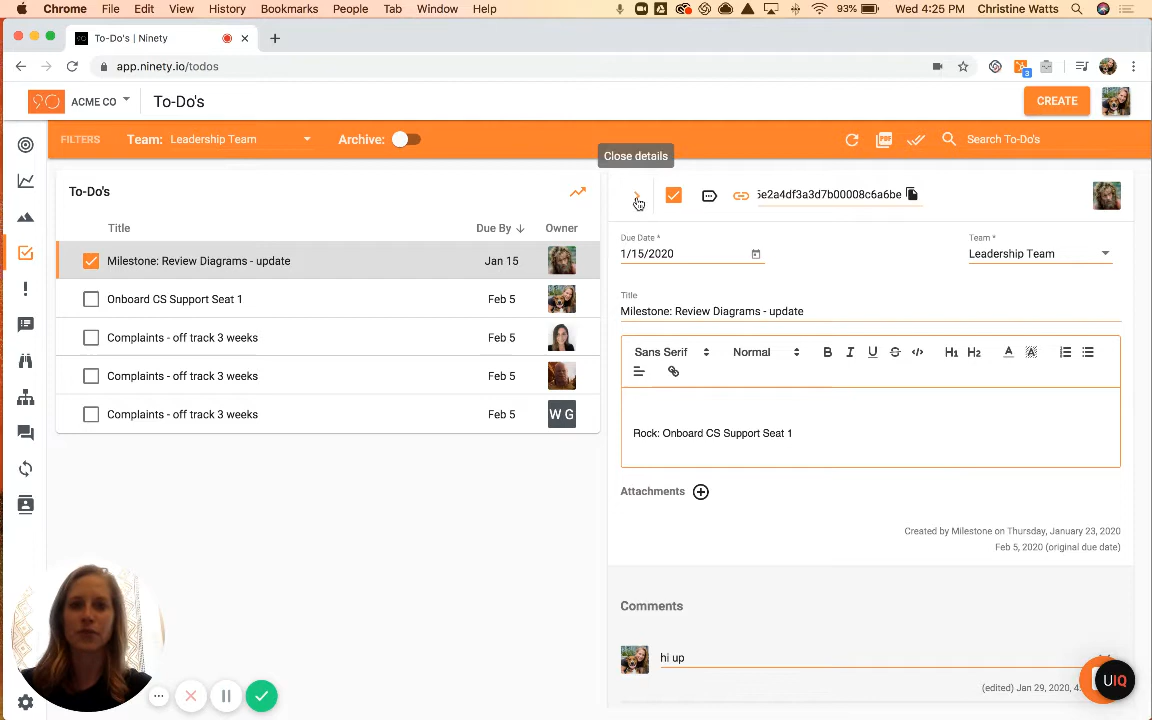 Chrome File Edit View History Bookmarks People Tab Window Help 93% Wed 4:25 PM Christine Watts
To-Do's | Ninety
app.ninety.io/todos
3
90 ACME CO To-Do's CREATE
FILTERS Team: Leadership Team Archive: PDF Search To-Do's
Close details
To-Do's
Title Due By Owner
Milestone: Review Diagrams - update Jan 15
Onboard CS Support Seat 1 Feb 5
Complaints - off track 3 weeks Feb 5
Complaints - off track 3 weeks Feb 5
Complaints - off track 3 weeks Feb 5 W G
5e2a4df3a3d7b00008c6a6be
Due Date * Team *
1/15/2020 Leadership Team
Title
Milestone: Review Diagrams - update
Sans Serif Normal B I U S </> H1 H2 A A
Rock: Onboard CS Support Seat 1
Attachments
Created by Milestone on Thursday, January 23, 2020
Feb 5, 2020 (original due date)
Comments
hi up
(edited) Jan 29, 2020, 4:
UIQ